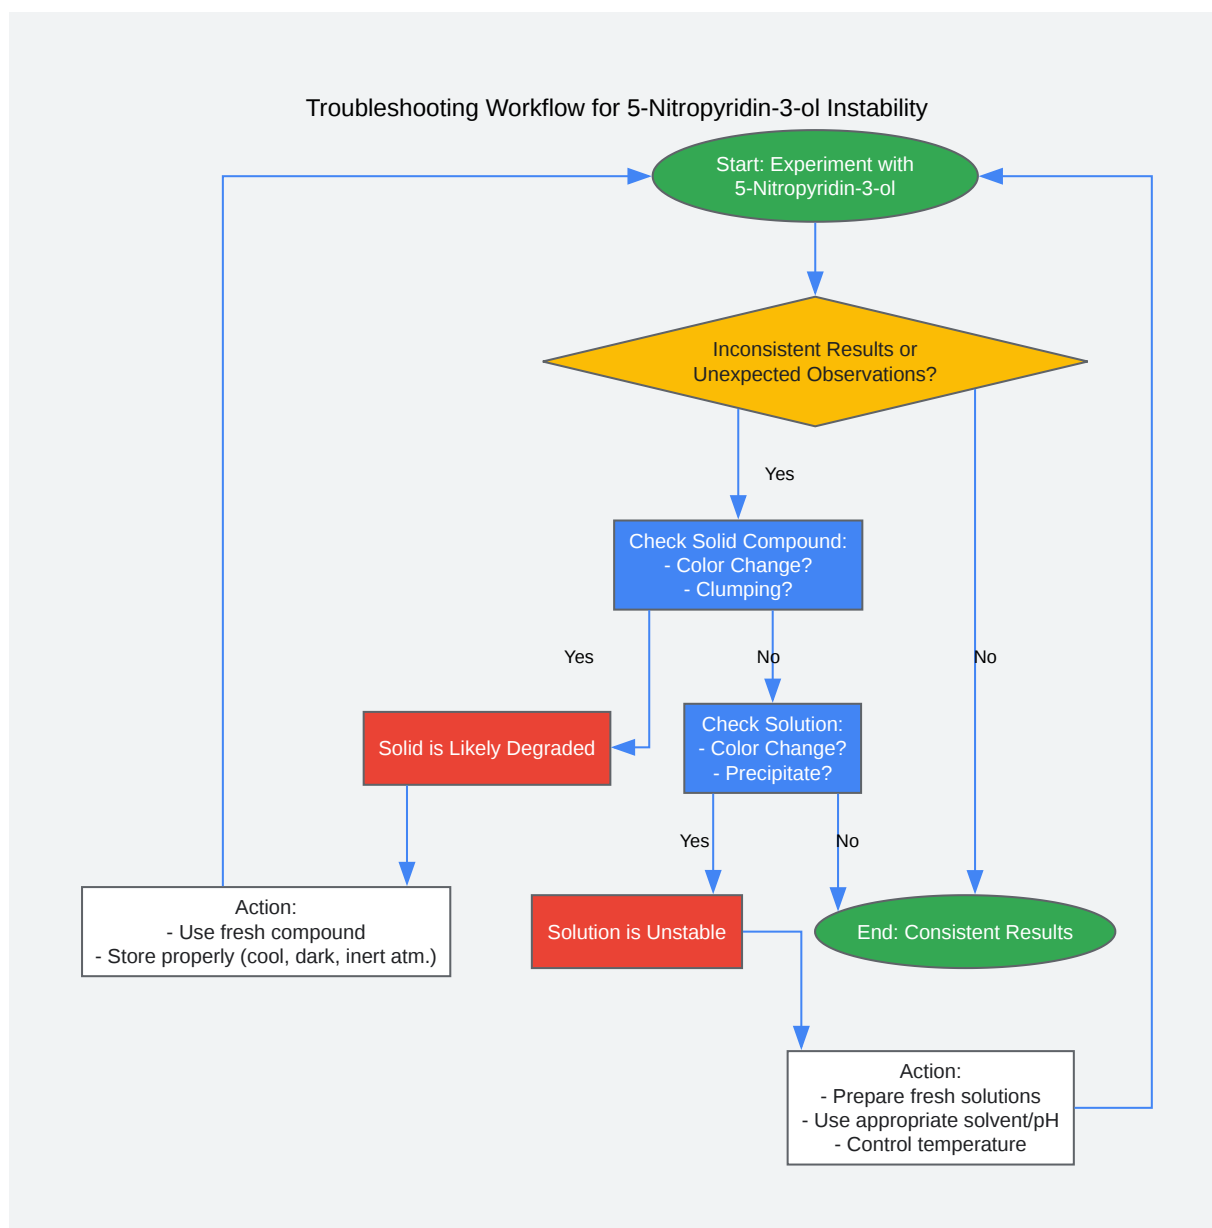 Troubleshooting Workflow for 5-Nitropyridin-3-ol Instability
Start: Experiment with
5-Nitropyridin-3-ol
Inconsistent Results or
Unexpected Observations?
Yes
Check Solid Compound:
- Color Change?
- Clumping?
Yes
No
No
Check Solution:
- Color Change?
- Precipitate?
Solid is Likely Degraded
Yes
No
Action:
- Use fresh compound
- Store properly (cool, dark, inert atm.)
Solution is Unstable
End: Consistent Results
Action:
- Prepare fresh solutions
- Use appropriate solvent/pH
- Control temperature